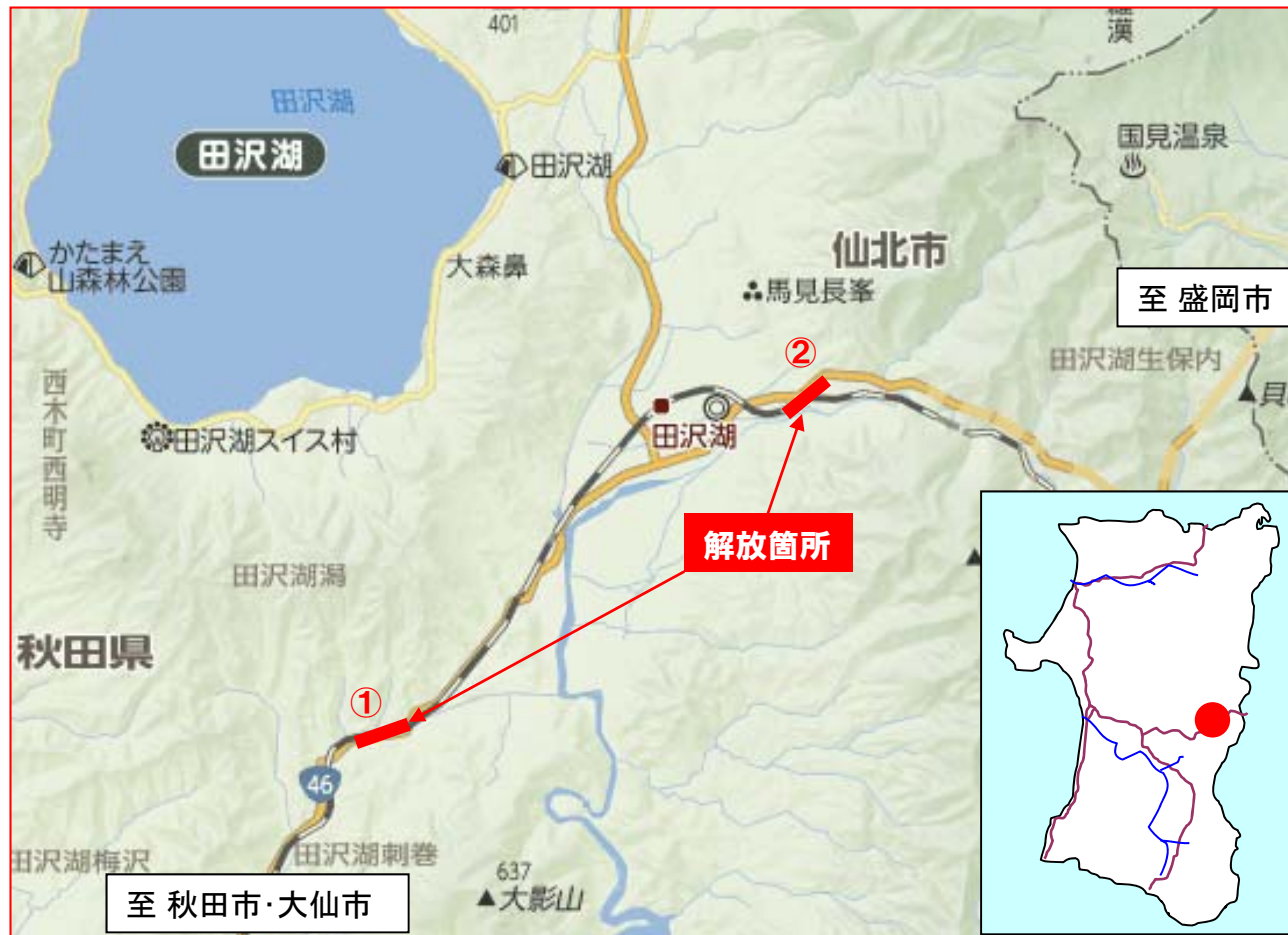 401
羅
漢
田沢湖
田沢湖
田沢湖
国見温泉
かたまえ
山森林公園
大森鼻
仙北市
馬見長峯
至 盛岡市
②
田沢湖生保内
西木町西明寺
田沢湖スイス村
田沢湖
解放箇所
田沢湖潟
秋田県
①
46
田沢湖梅沢
田沢湖刺巻
637
大影山
至 秋田市･大仙市